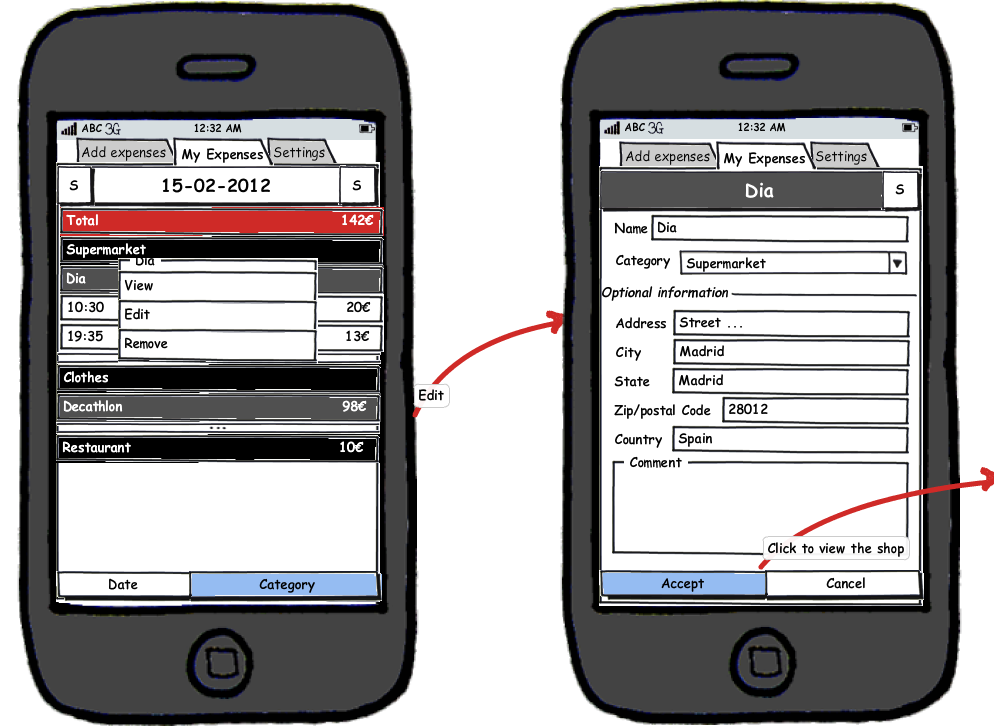 ABC 3G 12:32 AM
Add expenses My Expenses Settings
S 15-02-2012 S
Total 142€
Supermarket
Dia
Dia
View
10:30 20€
Edit
19:35 13€
Remove
Clothes
Decathlon 98€
...
Restaurant 10€
Date Category
Edit
ABC 3G 12:32 AM
Add expenses My Expenses Settings
Dia S
Name Dia
Category Supermarket
Optional information
Address Street ...
City Madrid
State Madrid
Zip/postal Code 28012
Country Spain
Comment
Click to view the shop
Accept Cancel